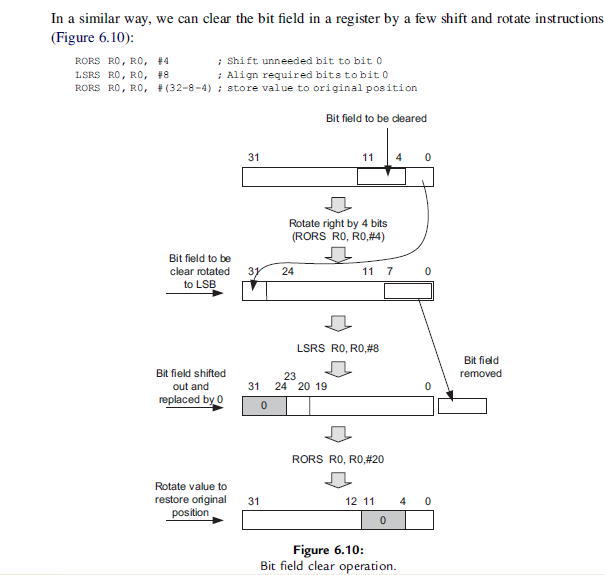 In a similar way, we can clear the bit field in a register by a few shift and rotate instructions
(Figure 6.10):
RORS R0, R0, #4 ; Shift unneeded bit to bit 0
LSRS R0, R0, #8 ; Align required bits to bit 0
RORS R0, R0, #(32-8-4) ; store value to original position
Bit field to be cleared
31 11 4 0
Rotate right by 4 bits
(RORS R0, R0,#4)
Bit field to be
clear rotated
to LSB
31 24 11 7 0
LSRS R0, R0,#8
Bit field
removed
Bit field shifted
out and
replaced by 0
23
31 24 20 19 0
0
RORS R0, R0,#20
Rotate value to
restore original
position
31 12 11 4 0
0
Figure 6.10:
Bit field clear operation.